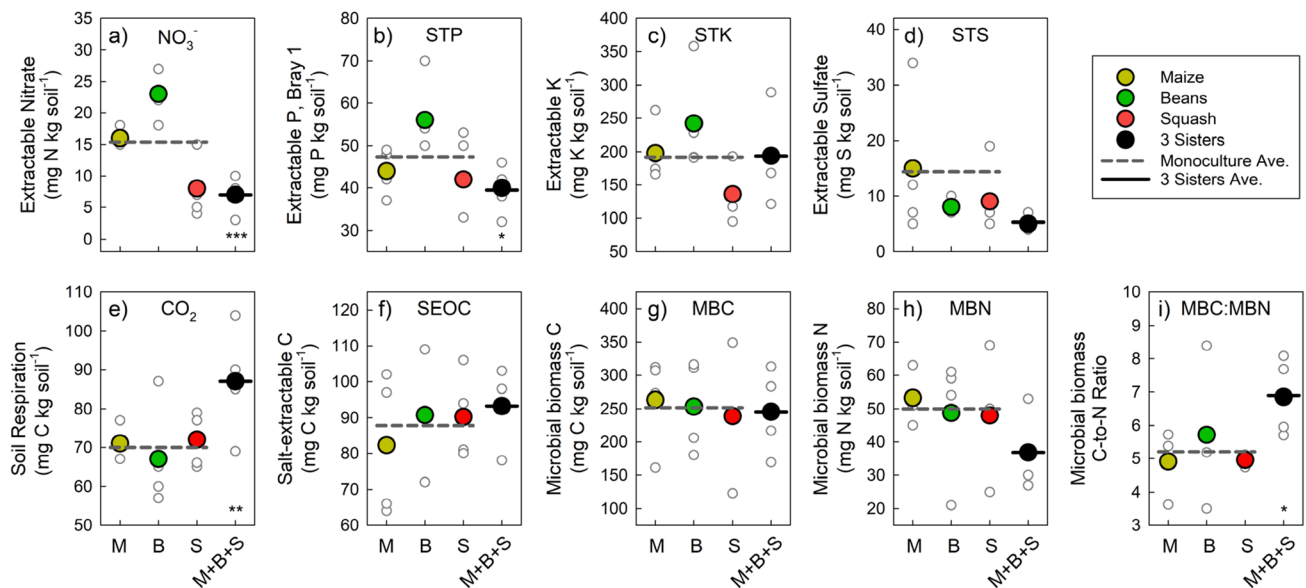 a) NO₃⁻
Extractable Nitrate
(mg N kg soil⁻¹)
35
30
25
20
15
10
5
0
***
b) STP
Extractable P, Bray 1
(mg P kg soil⁻¹)
80
70
60
50
40
30
*
c) STK
Extractable K
(mg K kg soil⁻¹)
400
350
300
250
200
150
100
50
d) STS
Extractable Sulfate
(mg S kg soil⁻¹)
40
30
20
10
0
Maize
Beans
Squash
3 Sisters
Monoculture Ave.
3 Sisters Ave.
e) CO₂
Soil Respiration
(mg C kg soil⁻¹)
110
100
90
80
70
60
50
**
M
B
S
M+B+S
f) SEOC
Salt-extractable C
(mg C kg soil⁻¹)
120
110
100
90
80
70
60
M
B
S
M+B+S
g) MBC
Microbial biomass C
(mg C kg soil⁻¹)
400
350
300
250
200
150
100
M
B
S
M+B+S
h) MBN
Microbial biomass N
(mg N kg soil⁻¹)
80
70
60
50
40
30
20
M
B
S
M+B+S
i) MBC:MBN
Microbial biomass
C-to-N Ratio
10
9
8
7
6
5
4
3
*
M
B
S
M+B+S